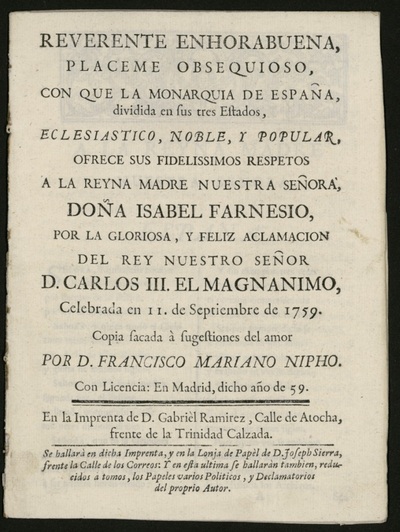 REVERENTE ENHORABUENA,
PLACEME OBSEQUIOSO,
CON QUE LA MONARQUIA DE ESPAÑA,
dividida en ſus tres Eſtados,
ECLESIASTICO, NOBLE, Y POPULAR,
OFRECE SUS FIDELISSIMOS RESPETOS
A LA REYNA MADRE NUESTRA SEÑORA,
DOÑA ISABEL FARNESIO,
POR LA GLORIOSA, Y FELIZ ACLAMACION
DEL REY NUESTRO SEÑOR
D. CARLOS III. EL MAGNANIMO,
Celebrada en 11. de Septiembre de 1759.
Copia ſacada à ſugeſtiones del amor
POR D. FRANCISCO MARIANO NIPHO.
Con Licencia: En Madrid, dicho año de 59.
En la Imprenta de D. Gabrièl Ramirez, Calle de Atocha,
frente de la Trinidad Calzada.
Se hallarà en dicha Imprenta, y en la Lonja de Papèl de D. Joſeph Sierra,
frente la Calle de los Correos: Y en eſta ultima ſe hallaràn tambien, redu-
cidos à tomos, los Papeles varios Politicos, y Declamatorios
del proprio Autor.